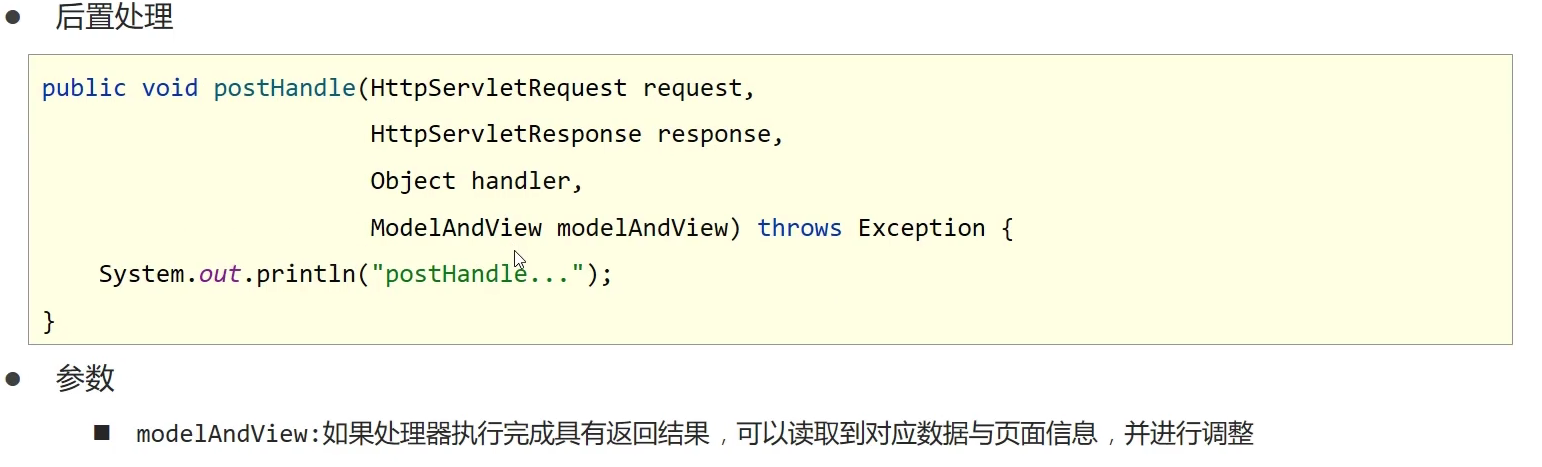 ● 后置处理
public void postHandle(HttpServletRequest request,
HttpServletResponse response,
Object handler,
ModelAndView modelAndView) throws Exception {
System.out.println("postHandle...");
}
● 参数
■ modelAndView:如果处理器执行完成具有返回结果，可以读取到对应数据与页面信息，并进行调整